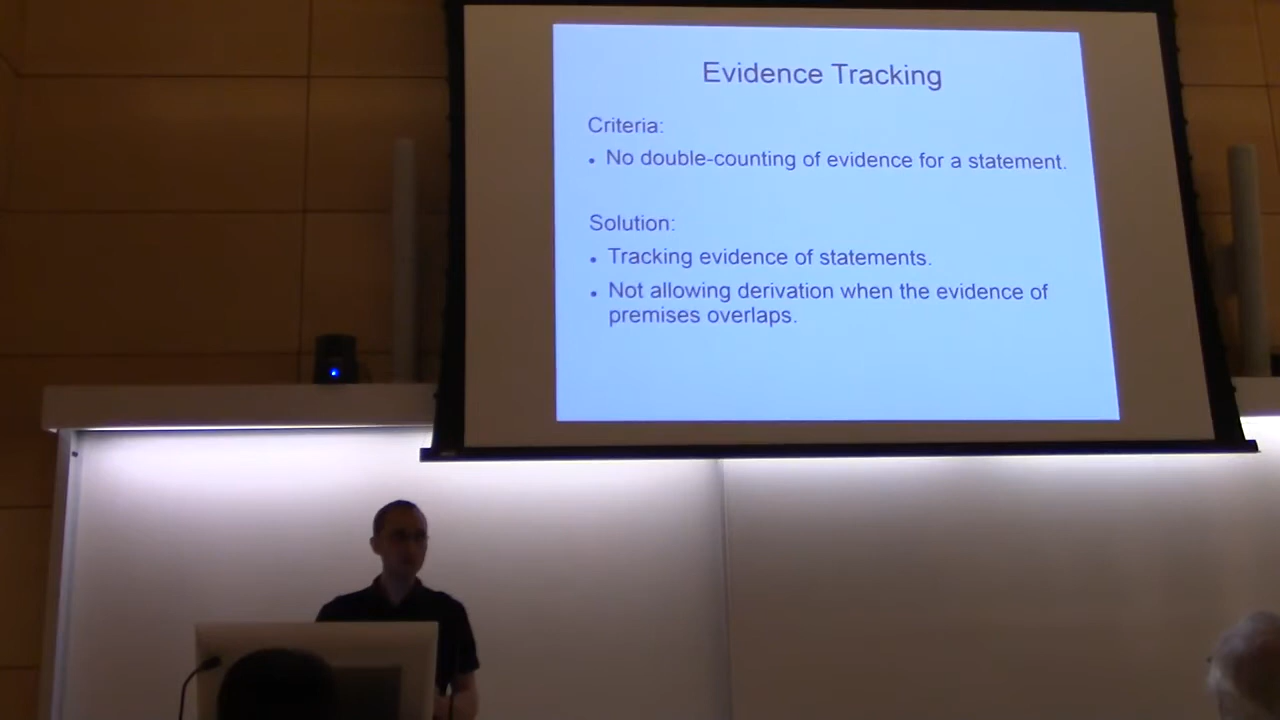 Evidence Tracking
Criteria:
• No double-counting of evidence for a statement.
Solution:
• Tracking evidence of statements.
• Not allowing derivation when the evidence of
premises overlaps.